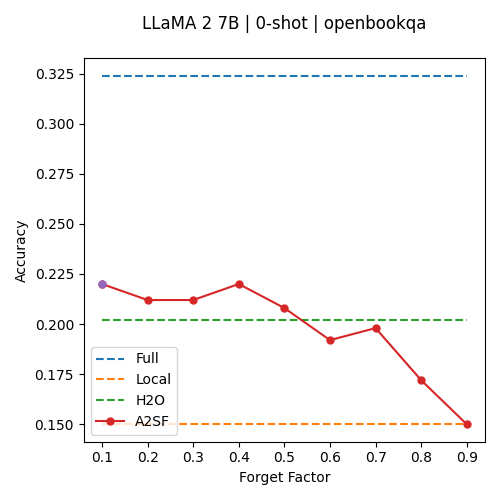 LLaMA 2 7B | 0-shot | openbookqa
0.325
0.300
0.275
0.250
0.225
0.200
0.175
0.150
Accuracy
Full
Local
H2O
A2SF
0.1 0.2 0.3 0.4 0.5 0.6 0.7 0.8 0.9
Forget Factor